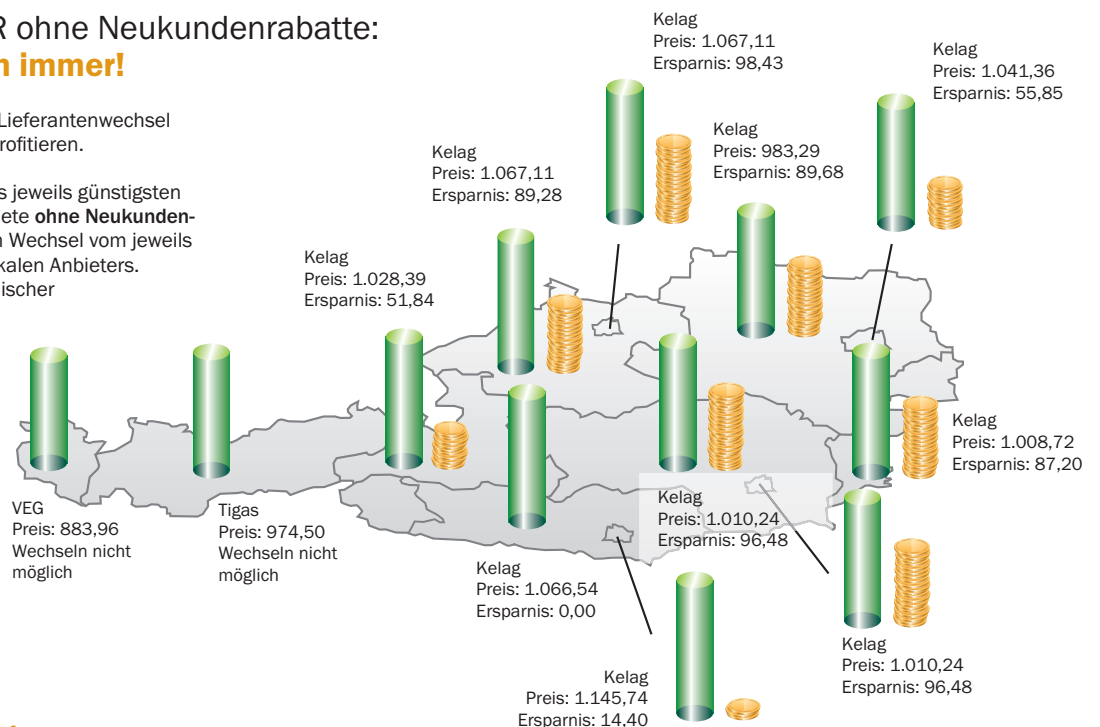 R ohne Neukundenrabatte:
immer!
Lieferantenwechsel
rofitieren.
s jeweils günstigsten
iete ohne Neukunden-
n Wechsel vom jeweils
kalen Anbieters.
ischer
Kelag
Preis: 1.067,11
Ersparnis: 98,43
Kelag
Preis: 1.041,36
Ersparnis: 55,85
Kelag
Preis: 983,29
Ersparnis: 89,68
Kelag
Preis: 1.067,11
Ersparnis: 89,28
Kelag
Preis: 1.028,39
Ersparnis: 51,84
VEG
Preis: 883,96
Wechseln nicht
möglich
Tigas
Preis: 974,50
Wechseln nicht
möglich
Kelag
Preis: 1.008,72
Ersparnis: 87,20
Kelag
Preis: 1.010,24
Ersparnis: 96,48
Kelag
Preis: 1.066,54
Ersparnis: 0,00
Kelag
Preis: 1.010,24
Ersparnis: 96,48
Kelag
Preis: 1.145,74
Ersparnis: 14,40